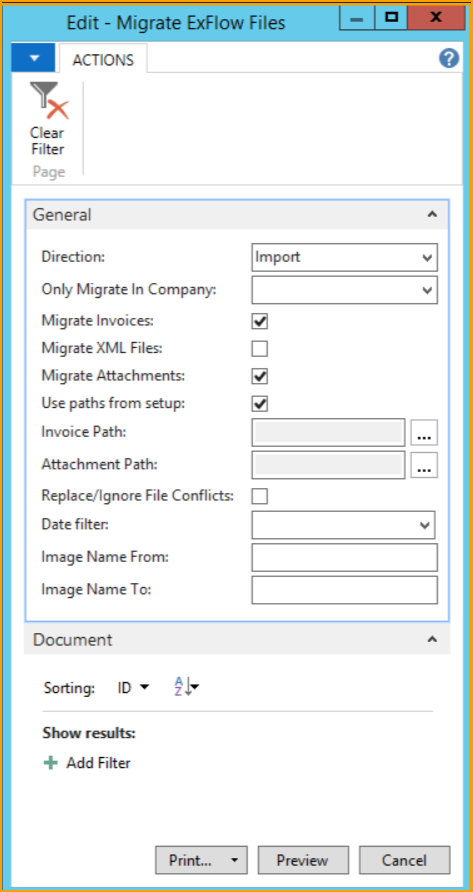 Edit - Migrate ExFlow Files
ACTIONS
Clear
Filter
Page
General
Direction: Import
Only Migrate In Company:
Migrate Invoices:
Migrate XML Files:
Migrate Attachments:
Use paths from setup:
Invoice Path: ...
Attachment Path: ...
Replace/Ignore File Conflicts:
Date filter:
Image Name From:
Image Name To:
Document
Sorting: ID AZ
Show results:
Add Filter
Print... Preview Cancel